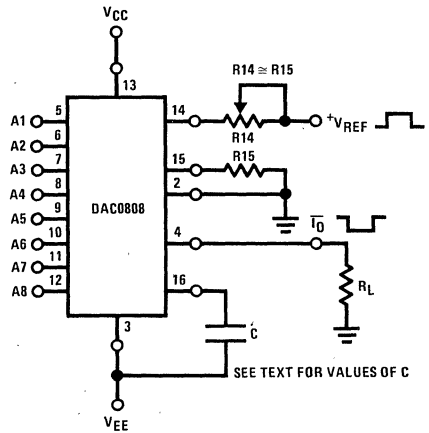 VCC
13
R14 ≅ R15
A1 5
14
R14
+VREF
A2 6
A3 7
15
R15
A4 8
2
DAC0808
A5 9
A6 10
4
IO
A7 11
A8 12
16
RL
C
3
SEE TEXT FOR VALUES OF C
VEE